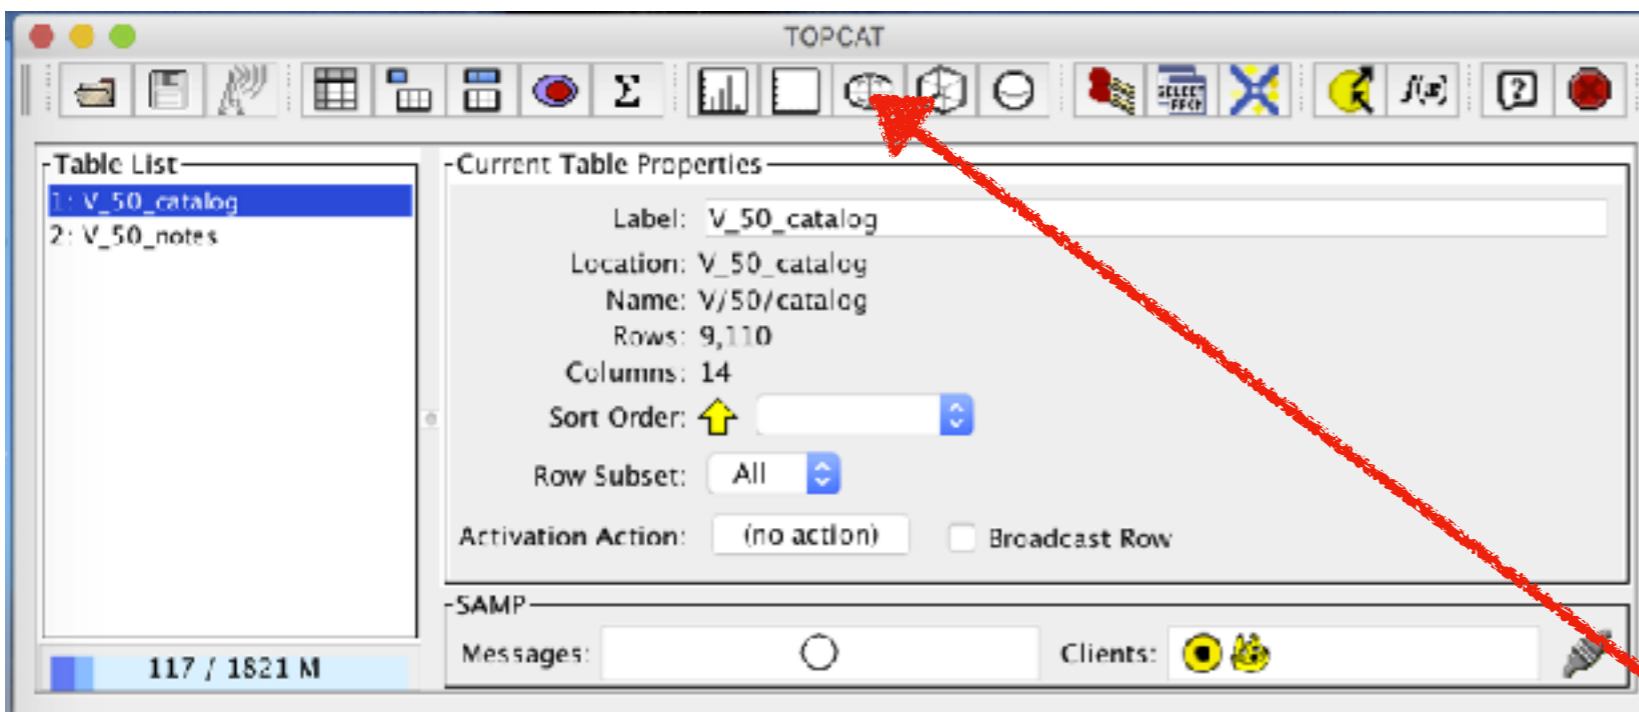 TOPCAT
Σ
SELECT
f(x)
?
Table List
1: V_50_catalog
2: V_50_notes
117 / 1821 M
Current Table Properties
Label: V_50_catalog
Location: V_50_catalog
Name: V/50/catalog
Rows: 9,110
Columns: 14
Sort Order:
Row Subset: All
Activation Action: (no action) Broadcast Row
SAMP
Messages: Clients: